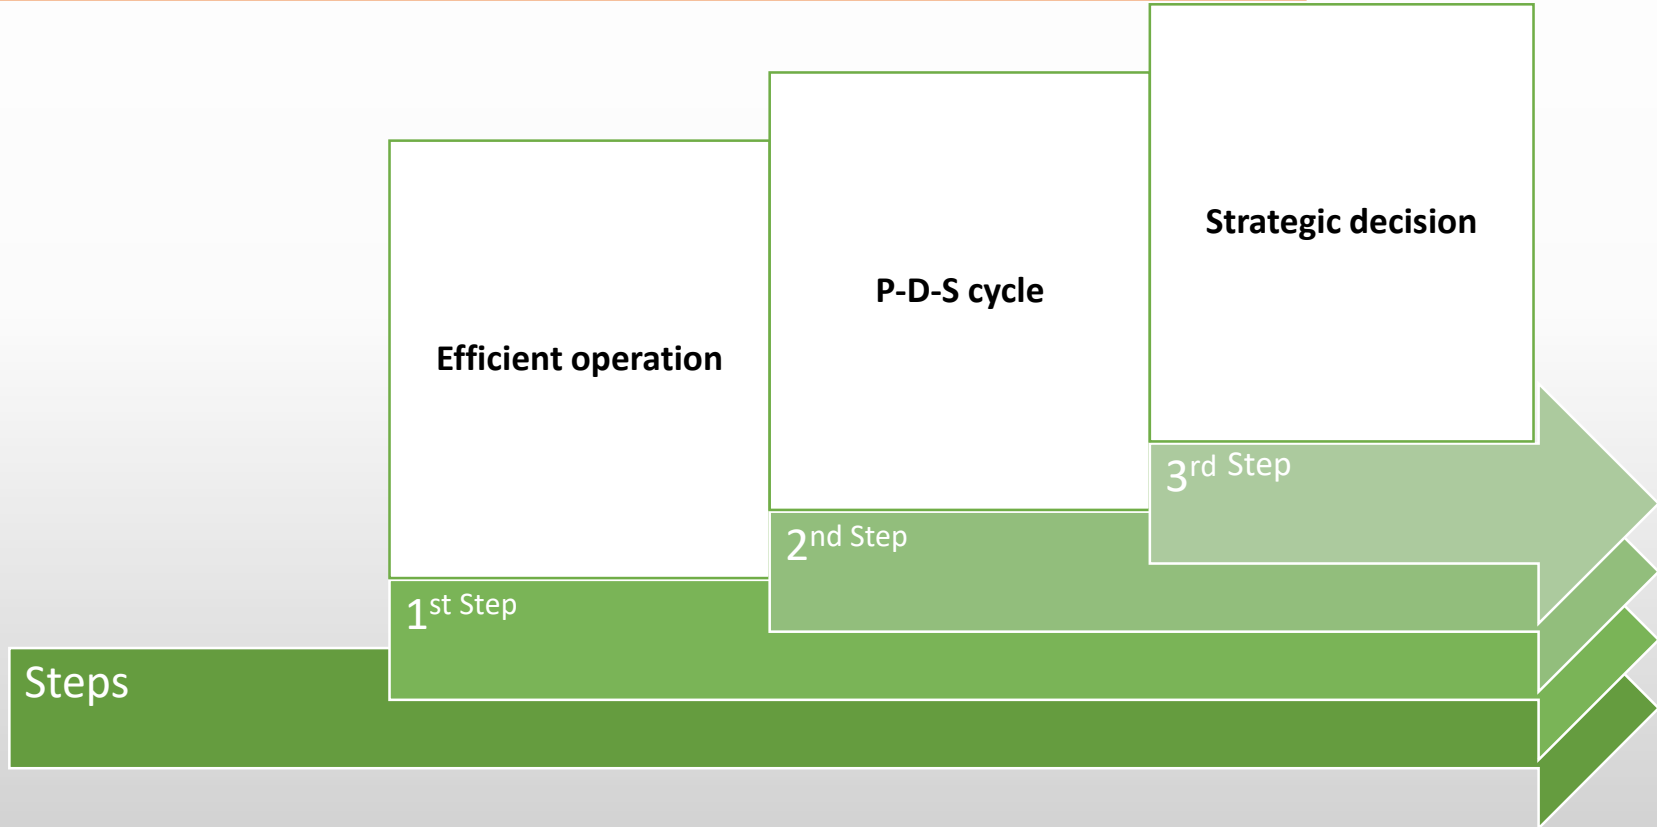 Steps
1st Step
Efficient operation
2nd Step
P-D-S cycle
3rd Step
Strategic decision